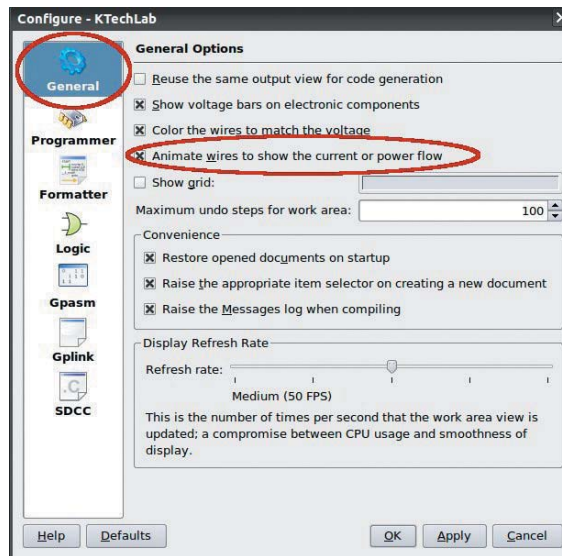 Configure - KTechLab
General
Programmer
Formatter
Logic
Gpasm
Gplink
SDCC
General Options
Reuse the same output view for code generation
Show voltage bars on electronic components
Color the wires to match the voltage
Animate wires to show the current or power flow
Show grid:
Maximum undo steps for work area: 100
Convenience
Restore opened documents on startup
Raise the appropriate item selector on creating a new document
Raise the Messages log when compiling
Display Refresh Rate
Refresh rate:
Medium (50 FPS)
This is the number of times per second that the work area view is
updated; a compromise between CPU usage and smoothness of
display.
Help Defaults OK Apply Cancel